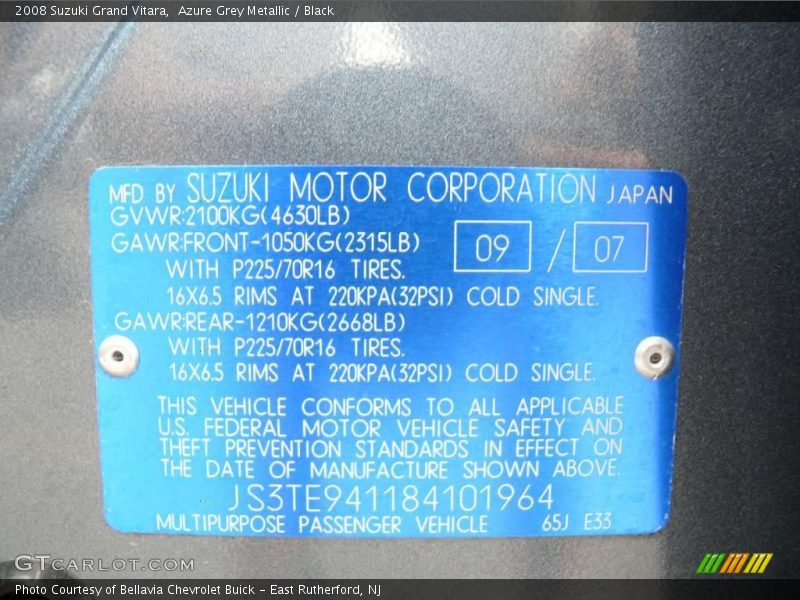 2008 Suzuki Grand Vitara,  Azure Grey Metallic / Black
MFD BY SUZUKI MOTOR CORPORATION JAPAN
GVWR:2100KG(4630LB)
GAWR:FRONT-1050KG(2315LB) 09 / 07
WITH P225/70R16 TIRES.
16X6.5 RIMS AT 220KPA(32PSI) COLD SINGLE.
GAWR:REAR-1210KG(2668LB)
WITH P225/70R16 TIRES.
16X6.5 RIMS AT 220KPA(32PSI) COLD SINGLE.
THIS VEHICLE CONFORMS TO ALL APPLICABLE
U.S. FEDERAL MOTOR VEHICLE SAFETY AND
THEFT PREVENTION STANDARDS IN EFFECT ON
THE DATE OF MANUFACTURE SHOWN ABOVE.
JS3TE941184101964
MULTIPURPOSE PASSENGER VEHICLE 65J E33
GTCARLOT.COM
Photo Courtesy of Bellavia Chevrolet Buick - East Rutherford, NJ